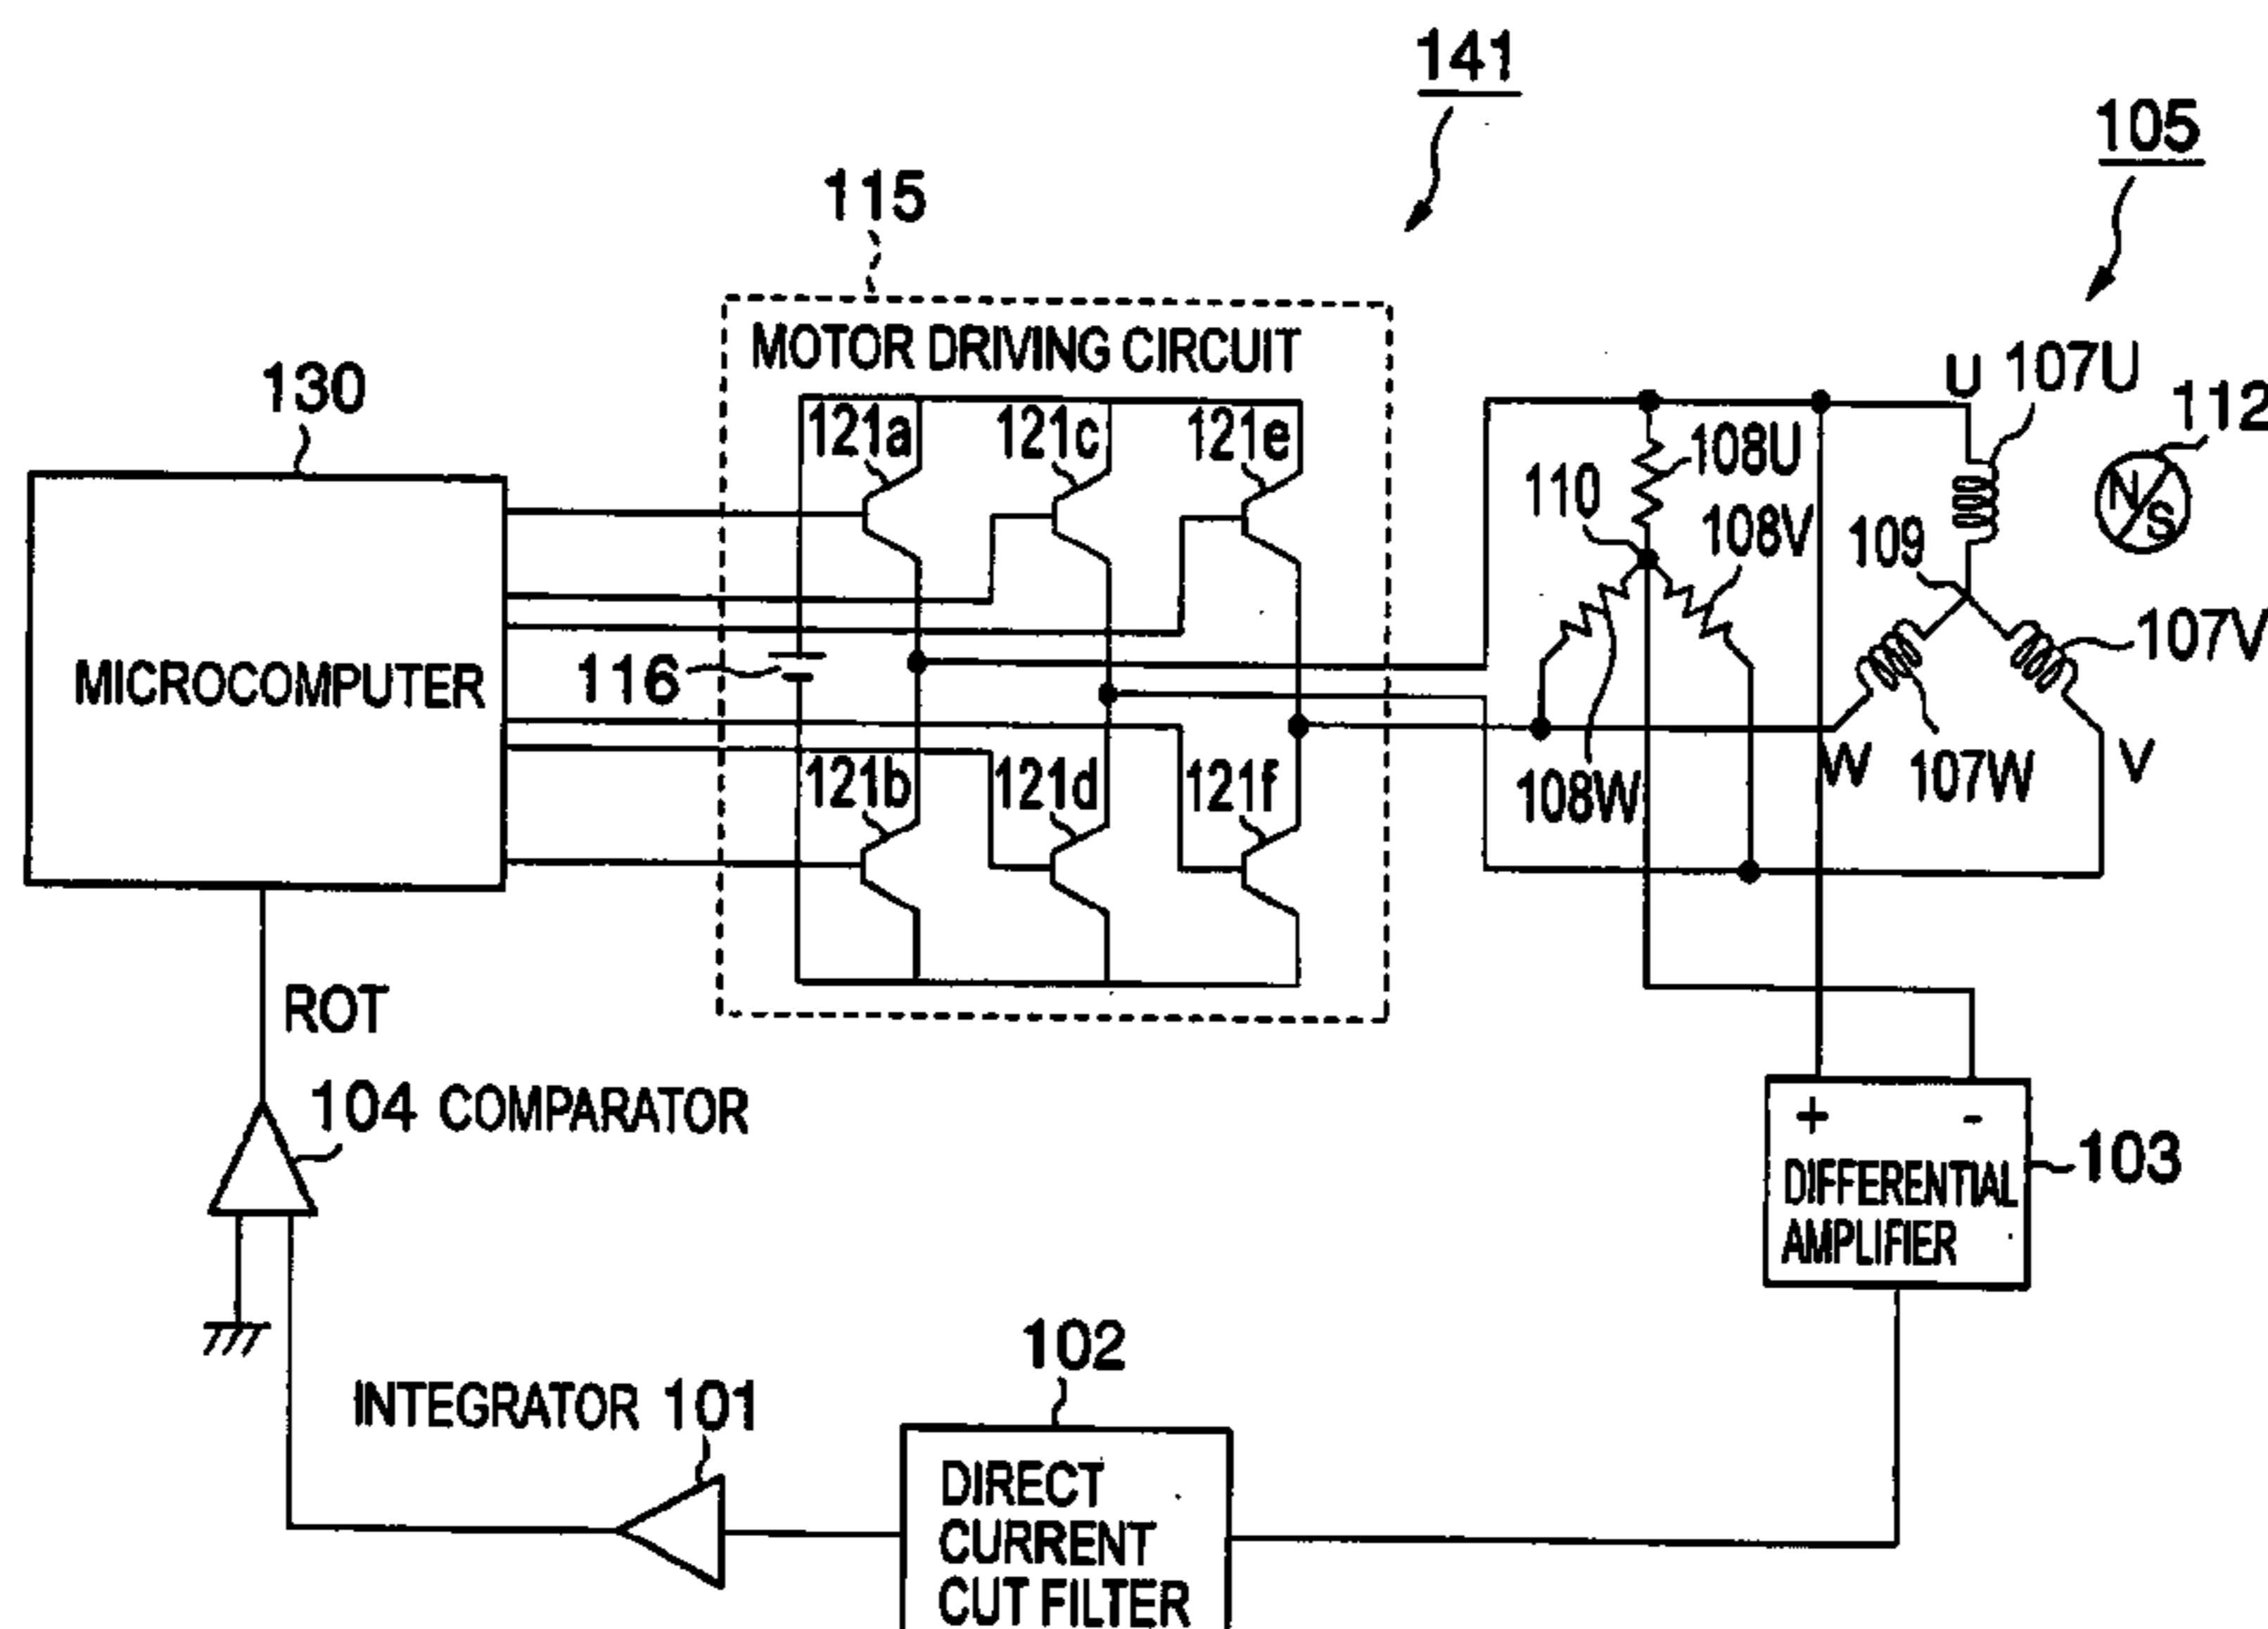 141
105
115
MOTOR DRIVING CIRCUIT
130
U
107U
112
121a
121c
121e
108U
N
S
110
108V
109
107V
MICROCOMPUTER
116
121b
121d
121f
108W
W
107W
V
ROT
104 COMPARATOR
+
-
DIFFERENTIAL
AMPLIFIER
103
102
INTEGRATOR 101
DIRECT
CURRENT
CUT FILTER